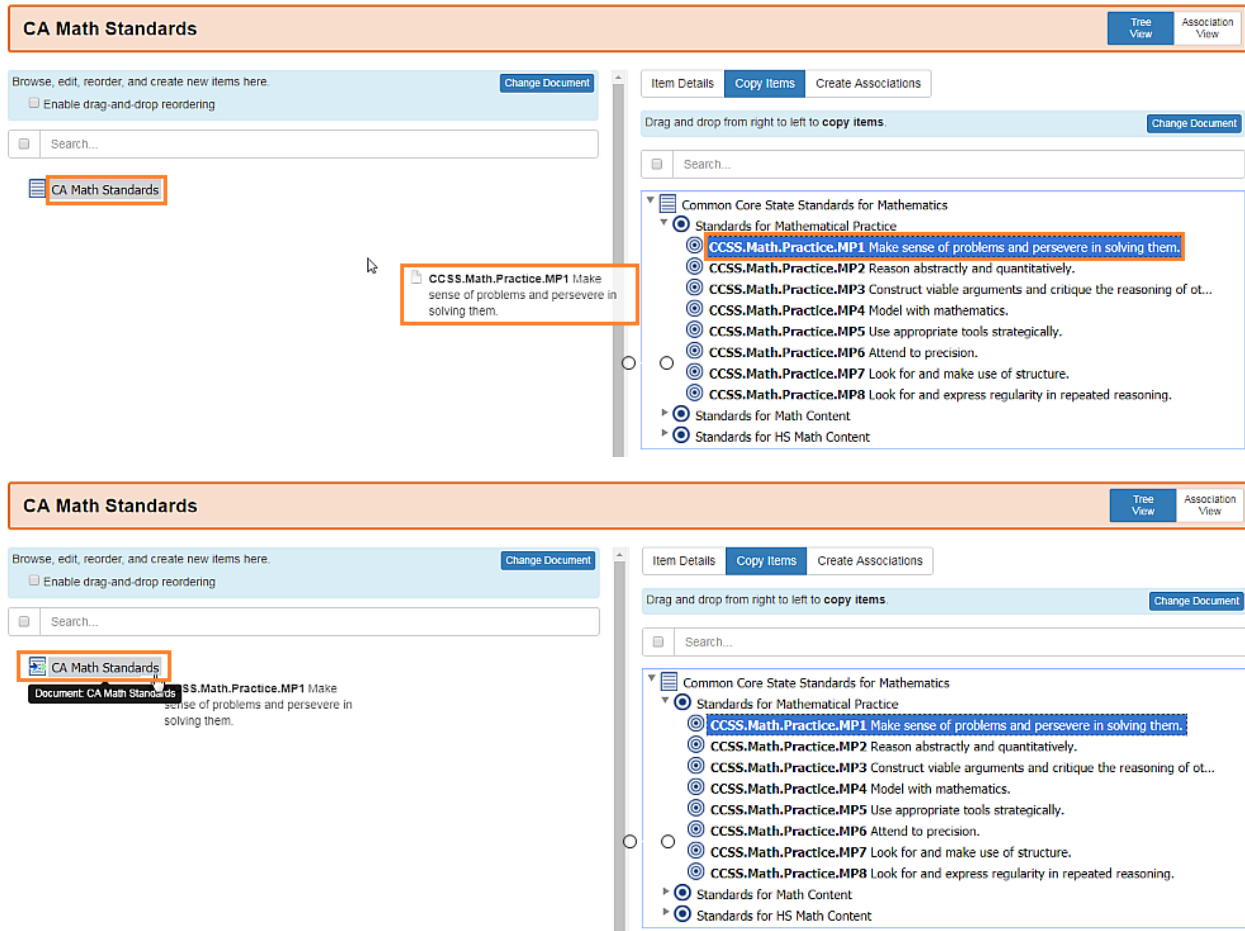 CA Math Standards
Tree View
Association View
Browse, edit, reorder, and create new items here.
Change Document
Enable drag-and-drop reordering
Search...
CA Math Standards
CCSS.Math.Practice.MP1 Make
sense of problems and persevere in
solving them.
Item Details
Copy Items
Create Associations
Drag and drop from right to left to copy items.
Change Document
Search...
Common Core State Standards for Mathematics
Standards for Mathematical Practice
CCSS.Math.Practice.MP1 Make sense of problems and persevere in solving them.
CCSS.Math.Practice.MP2 Reason abstractly and quantitatively.
CCSS.Math.Practice.MP3 Construct viable arguments and critique the reasoning of ot...
CCSS.Math.Practice.MP4 Model with mathematics.
CCSS.Math.Practice.MP5 Use appropriate tools strategically.
CCSS.Math.Practice.MP6 Attend to precision.
CCSS.Math.Practice.MP7 Look for and make use of structure.
CCSS.Math.Practice.MP8 Look for and express regularity in repeated reasoning.
Standards for Math Content
Standards for HS Math Content
CA Math Standards
Tree View
Association View
Browse, edit, reorder, and create new items here.
Change Document
Enable drag-and-drop reordering
Search...
CA Math Standards
Document: CA Math Standards
SS.Math.Practice.MP1 Make
sense of problems and persevere in
solving them.
Item Details
Copy Items
Create Associations
Drag and drop from right to left to copy items.
Change Document
Search...
Common Core State Standards for Mathematics
Standards for Mathematical Practice
CCSS.Math.Practice.MP1 Make sense of problems and persevere in solving them.
CCSS.Math.Practice.MP2 Reason abstractly and quantitatively.
CCSS.Math.Practice.MP3 Construct viable arguments and critique the reasoning of ot...
CCSS.Math.Practice.MP4 Model with mathematics.
CCSS.Math.Practice.MP5 Use appropriate tools strategically.
CCSS.Math.Practice.MP6 Attend to precision.
CCSS.Math.Practice.MP7 Look for and make use of structure.
CCSS.Math.Practice.MP8 Look for and express regularity in repeated reasoning.
Standards for Math Content
Standards for HS Math Content